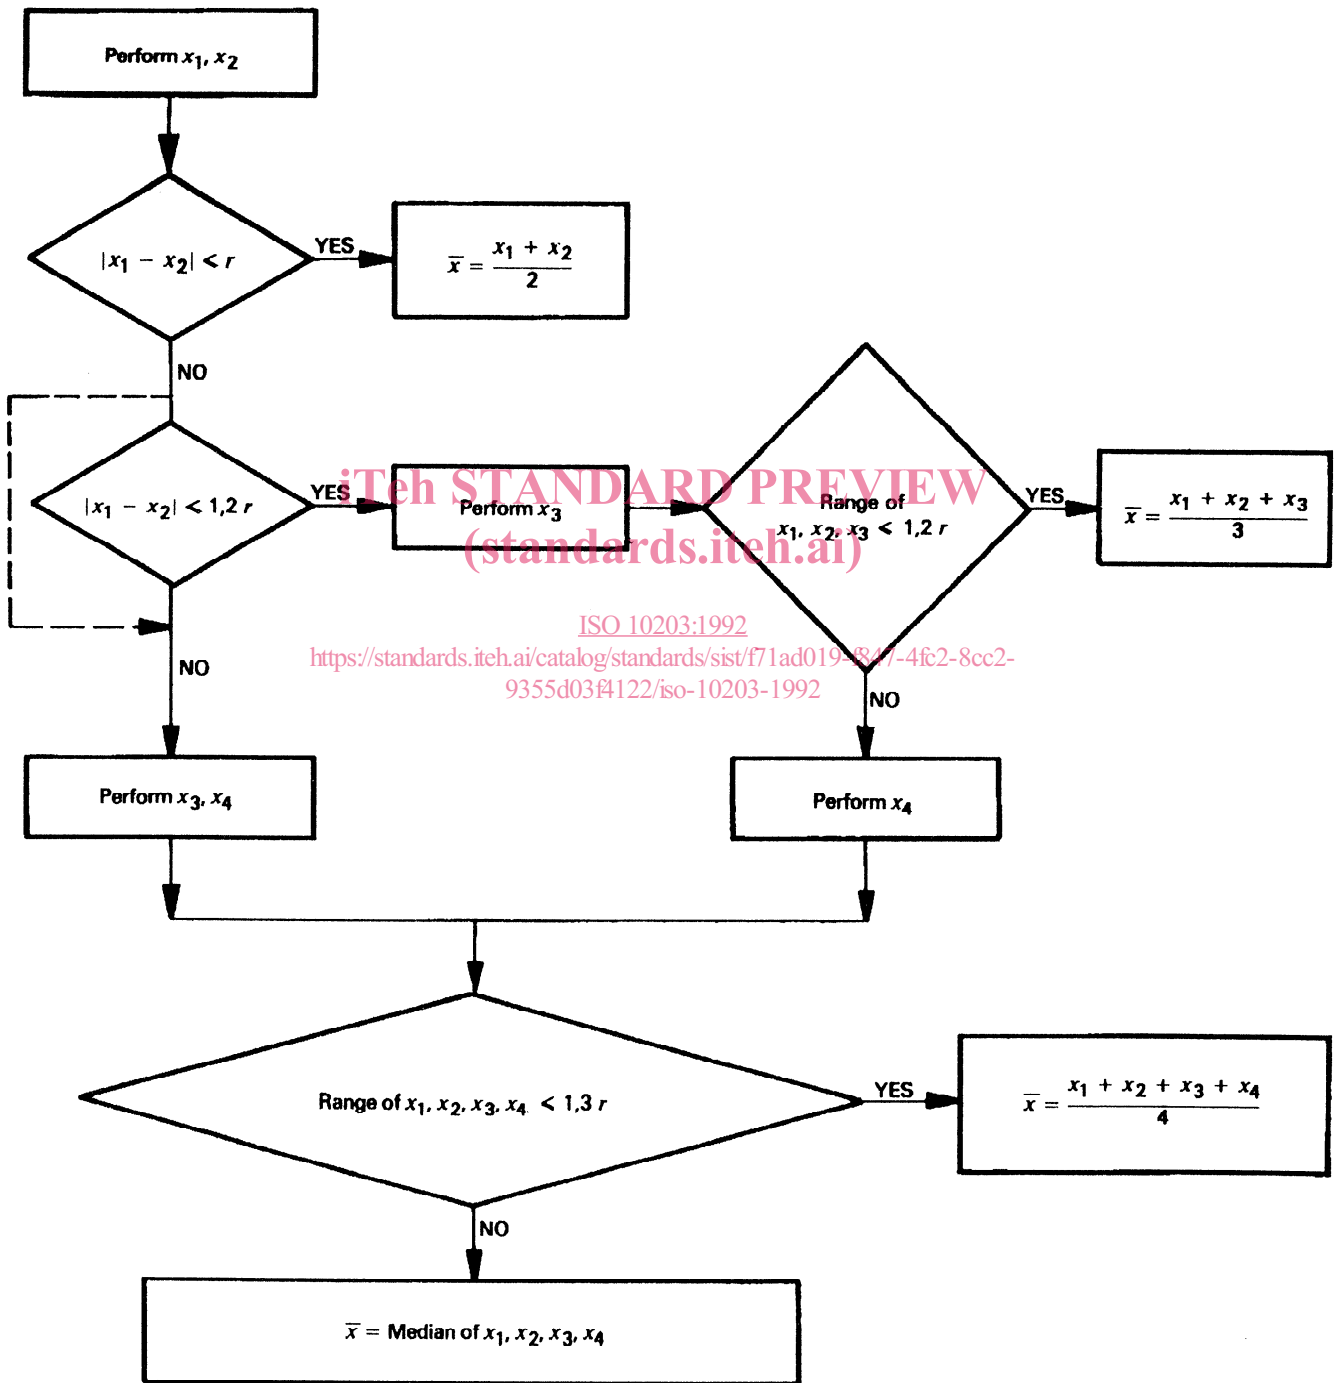 Perform x₁, x₂
|x₁ − x₂| < r
YES
x̄ = (x₁ + x₂)/2
NO
|x₁ − x₂| < 1,2 r
YES
Perform x₃
Range of
x₁, x₂, x₃ < 1,2 r
YES
x̄ = (x₁ + x₂ + x₃)/3
iTeh STANDARD PREVIEW
(standards.iteh.ai)
ISO 10203:1992
https://standards.iteh.ai/catalog/standards/sist/f71ad019-f847-4fc2-8cc2-
9355d03f4122/iso-10203-1992
NO
NO
Perform x₃, x₄
Perform x₄
Range of x₁, x₂, x₃, x₄ < 1,3 r
YES
x̄ = (x₁ + x₂ + x₃ + x₄)/4
NO
x̄ = Median of x₁, x₂, x₃, x₄